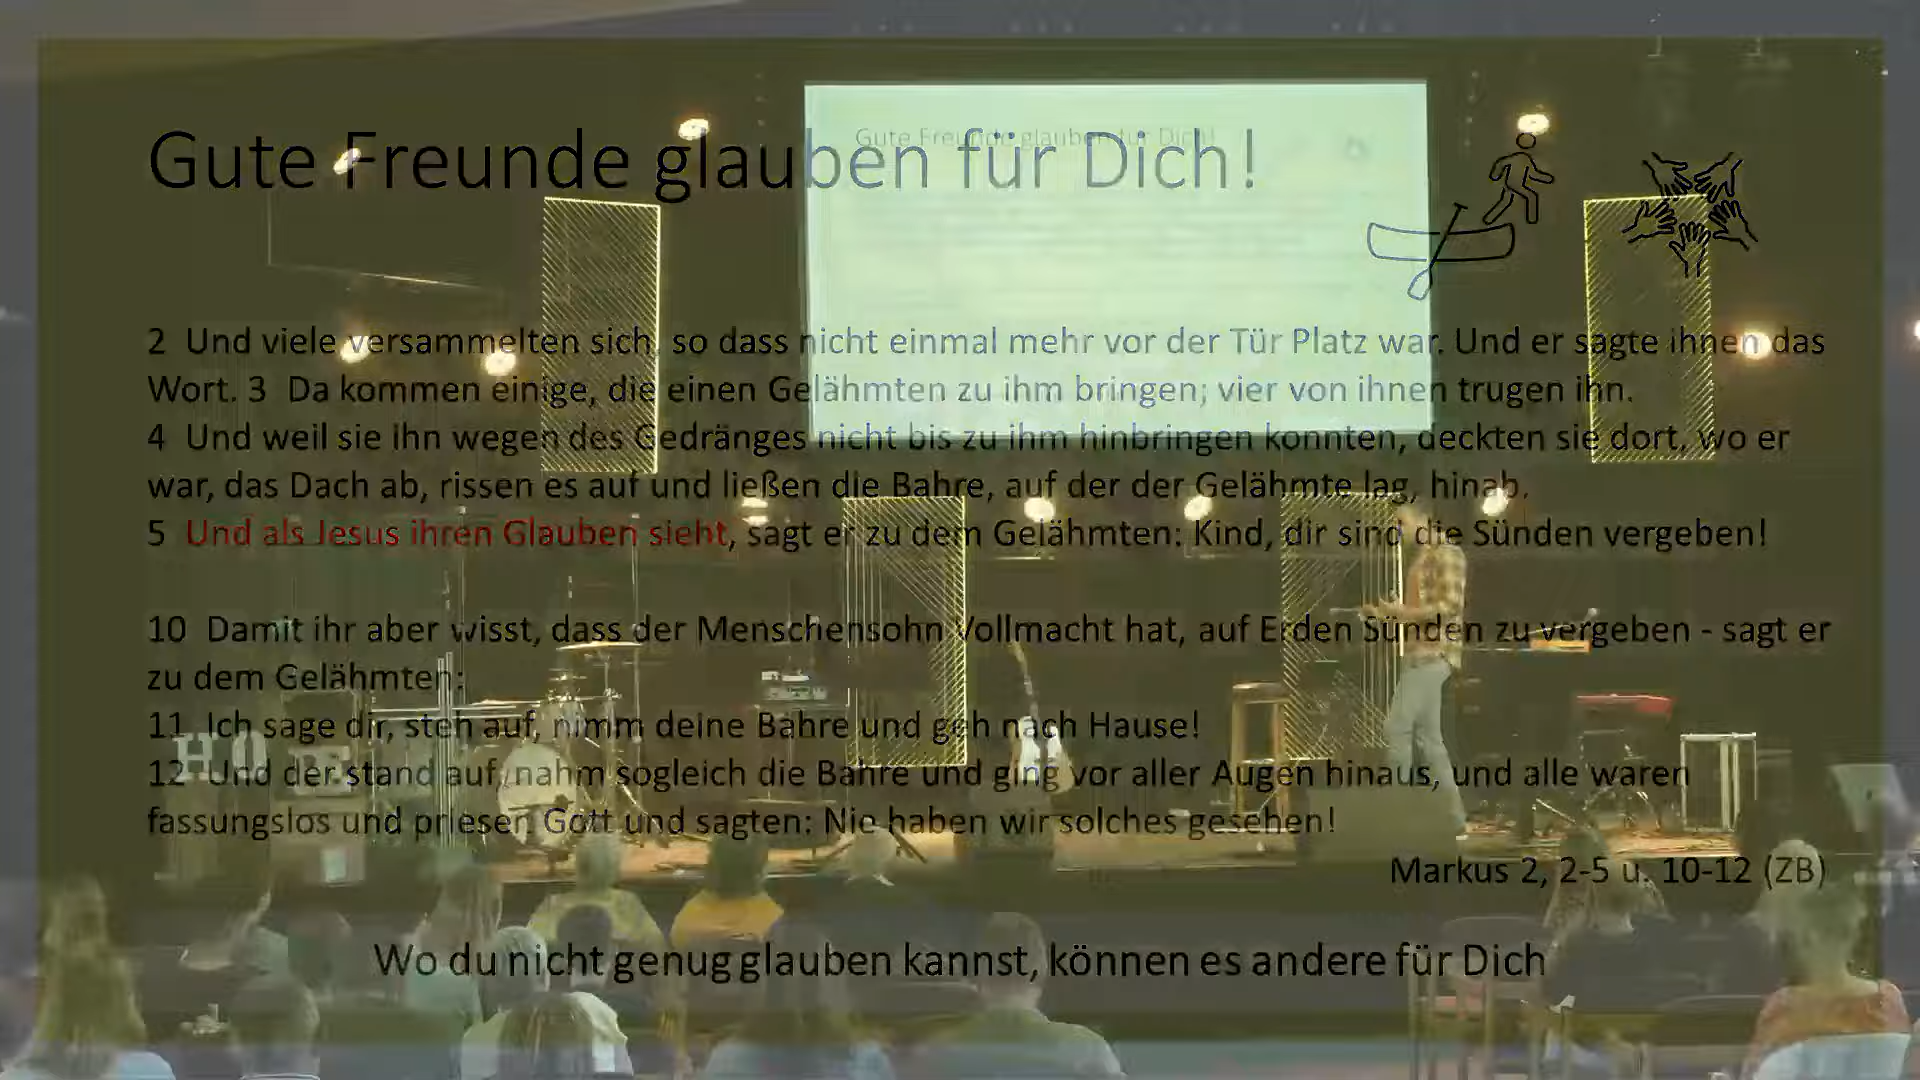 Gute Freunde glauben für Dich!
Gute Freunde glauben für Dich!
2 Und viele versammelten sich, so dass nicht einmal mehr vor der Tür Platz war. Und er sagte ihnen das
Wort. 3 Da kommen einige, die einen Gelähmten zu ihm bringen; vier von ihnen trugen ihn.
4 Und weil sie ihn wegen des Gedränges nicht bis zu ihm hinbringen konnten, deckten sie dort, wo er
war, das Dach ab, rissen es auf und ließen die Bahre, auf der der Gelähmte lag, hinab.
5 Und als Jesus ihren Glauben sieht, sagt er zu dem Gelähmten: Kind, dir sind die Sünden vergeben!
10 Damit ihr aber wisst, dass der Menschensohn Vollmacht hat, auf Erden Sünden zu vergeben - sagt er
zu dem Gelähmten:
11 Ich sage dir, steh auf, nimm deine Bahre und geh nach Hause!
12 Und der stand auf, nahm sogleich die Bahre und ging vor aller Augen hinaus, und alle waren
fassungslos und priesen Gott und sagten: Nie haben wir solches gesehen!
Markus 2, 2-5 u. 10-12 (ZB)
Wo du nicht genug glauben kannst, können es andere für Dich